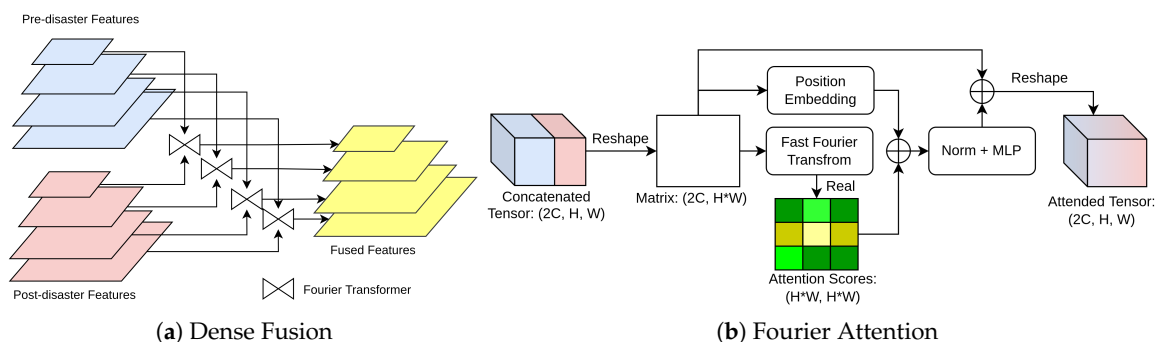 Pre-disaster Features
Post-disaster Features
Fused Features
Fourier Transformer
(a) Dense Fusion
Concatenated
Tensor: (2C, H, W)
Reshape
Matrix: (2C, H*W)
Position
Embedding
Fast Fourier
Transfrom
Real
Attention Scores:
(H*W, H*W)
Norm + MLP
Reshape
Attended Tensor:
(2C, H, W)
(b) Fourier Attention